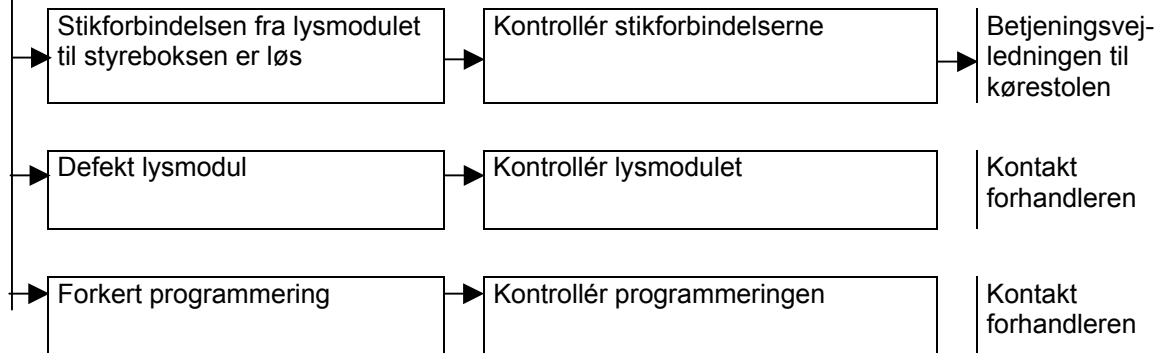 Stikforbindelsen fra lysmodulet
til styreboksen er løs
Kontrollér stikforbindelserne
Betjeningsvej-
ledningen til
kørestolen
Defekt lysmodul
Kontrollér lysmodulet
Kontakt
forhandleren
Forkert programmering
Kontrollér programmeringen
Kontakt
forhandleren